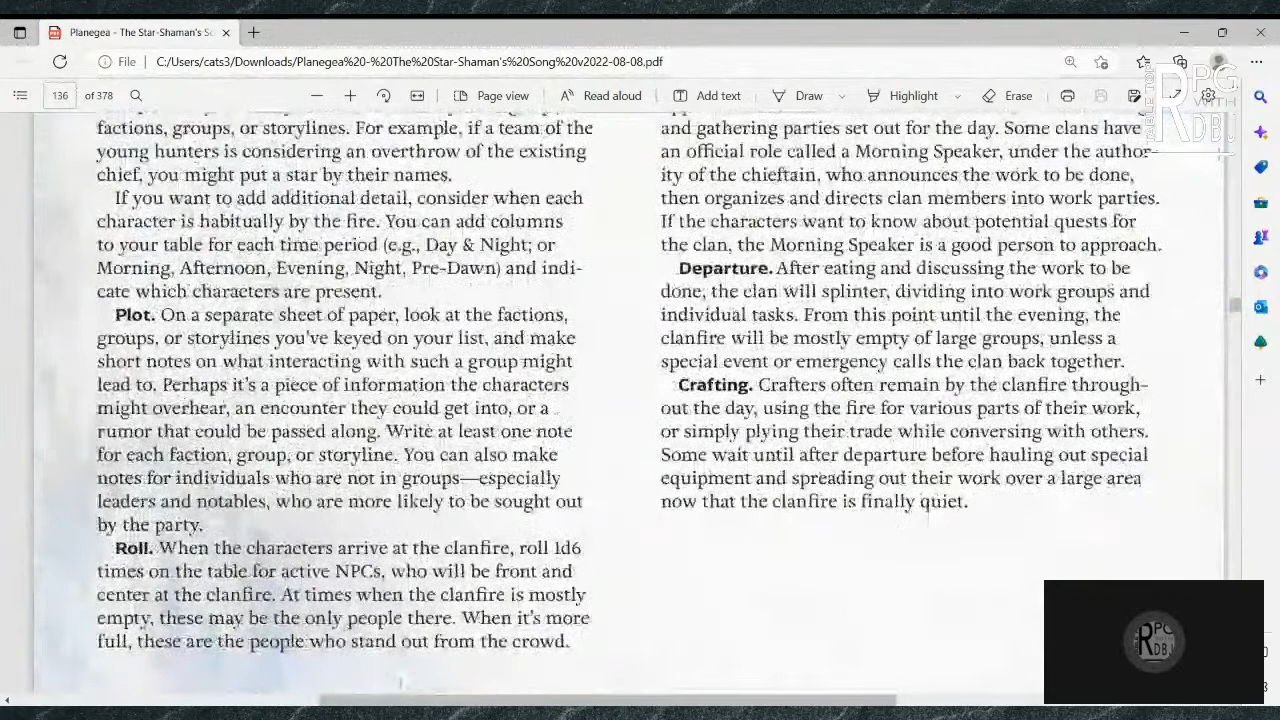 Planegea - The Star-Shaman's So
File
C:/Users/cats3/Downloads/Planegea%20-%20The%20Star-Shaman's%20Song%20v2022-08-08.pdf
136 of 378
Page view
Read aloud
Add text
Draw
Highlight
Erase
TABLE TOP
RPG
WITH
RDBU
factions, groups, or storylines. For example, if a team of the
young hunters is considering an overthrow of the existing
chief, you might put a star by their names.
If you want to add additional detail, consider when each
character is habitually by the fire. You can add columns
to your table for each time period (e.g., Day & Night; or
Morning, Afternoon, Evening, Night, Pre-Dawn) and indi-
cate which characters are present.
Plot. On a separate sheet of paper, look at the factions,
groups, or storylines you've keyed on your list, and make
short notes on what interacting with such a group might
lead to. Perhaps it's a piece of information the characters
might overhear, an encounter they could get into, or a
rumor that could be passed along. Write at least one note
for each faction, group, or storyline. You can also make
notes for individuals who are not in groups—especially
leaders and notables, who are more likely to be sought out
by the party.
Roll. When the characters arrive at the clanfire, roll 1d6
times on the table for active NPCs, who will be front and
center at the clanfire. At times when the clanfire is mostly
empty, these may be the only people there. When it's more
full, these are the people who stand out from the crowd.
and gathering parties set out for the day. Some clans have
an official role called a Morning Speaker, under the author-
ity of the chieftain, who announces the work to be done,
then organizes and directs clan members into work parties.
If the characters want to know about potential quests for
the clan, the Morning Speaker is a good person to approach.
Departure. After eating and discussing the work to be
done, the clan will splinter, dividing into work groups and
individual tasks. From this point until the evening, the
clanfire will be mostly empty of large groups, unless a
special event or emergency calls the clan back together.
Crafting. Crafters often remain by the clanfire through-
out the day, using the fire for various parts of their work,
or simply plying their trade while conversing with others.
Some wait until after departure before hauling out special
equipment and spreading out their work over a large area
now that the clanfire is finally quiet.